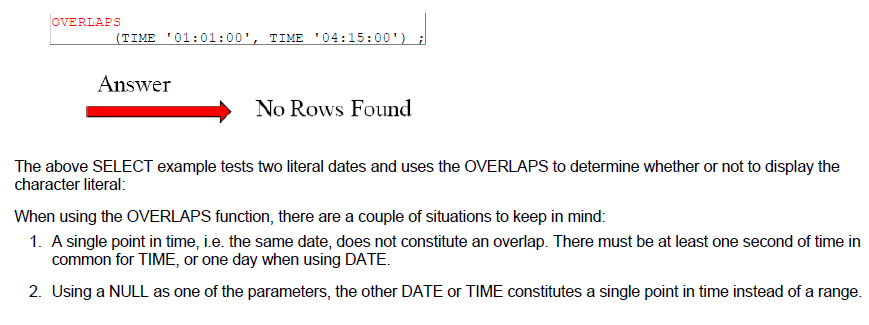 OVERLAPS
(TIME '01:01:00', TIME '04:15:00') ;
Answer
No Rows Found
The above SELECT example tests two literal dates and uses the OVERLAPS to determine whether or not to display the
character literal:
When using the OVERLAPS function, there are a couple of situations to keep in mind:
1. A single point in time, i.e. the same date, does not constitute an overlap. There must be at least one second of time in
common for TIME, or one day when using DATE.
2. Using a NULL as one of the parameters, the other DATE or TIME constitutes a single point in time instead of a range.